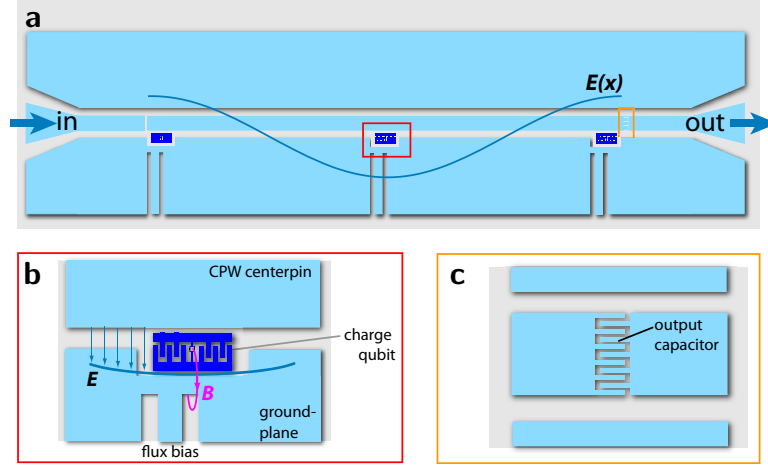 a
E(x)
in
out
b
CPW centerpin
charge
qubit
E
B
ground-
plane
flux bias
c
output
capacitor